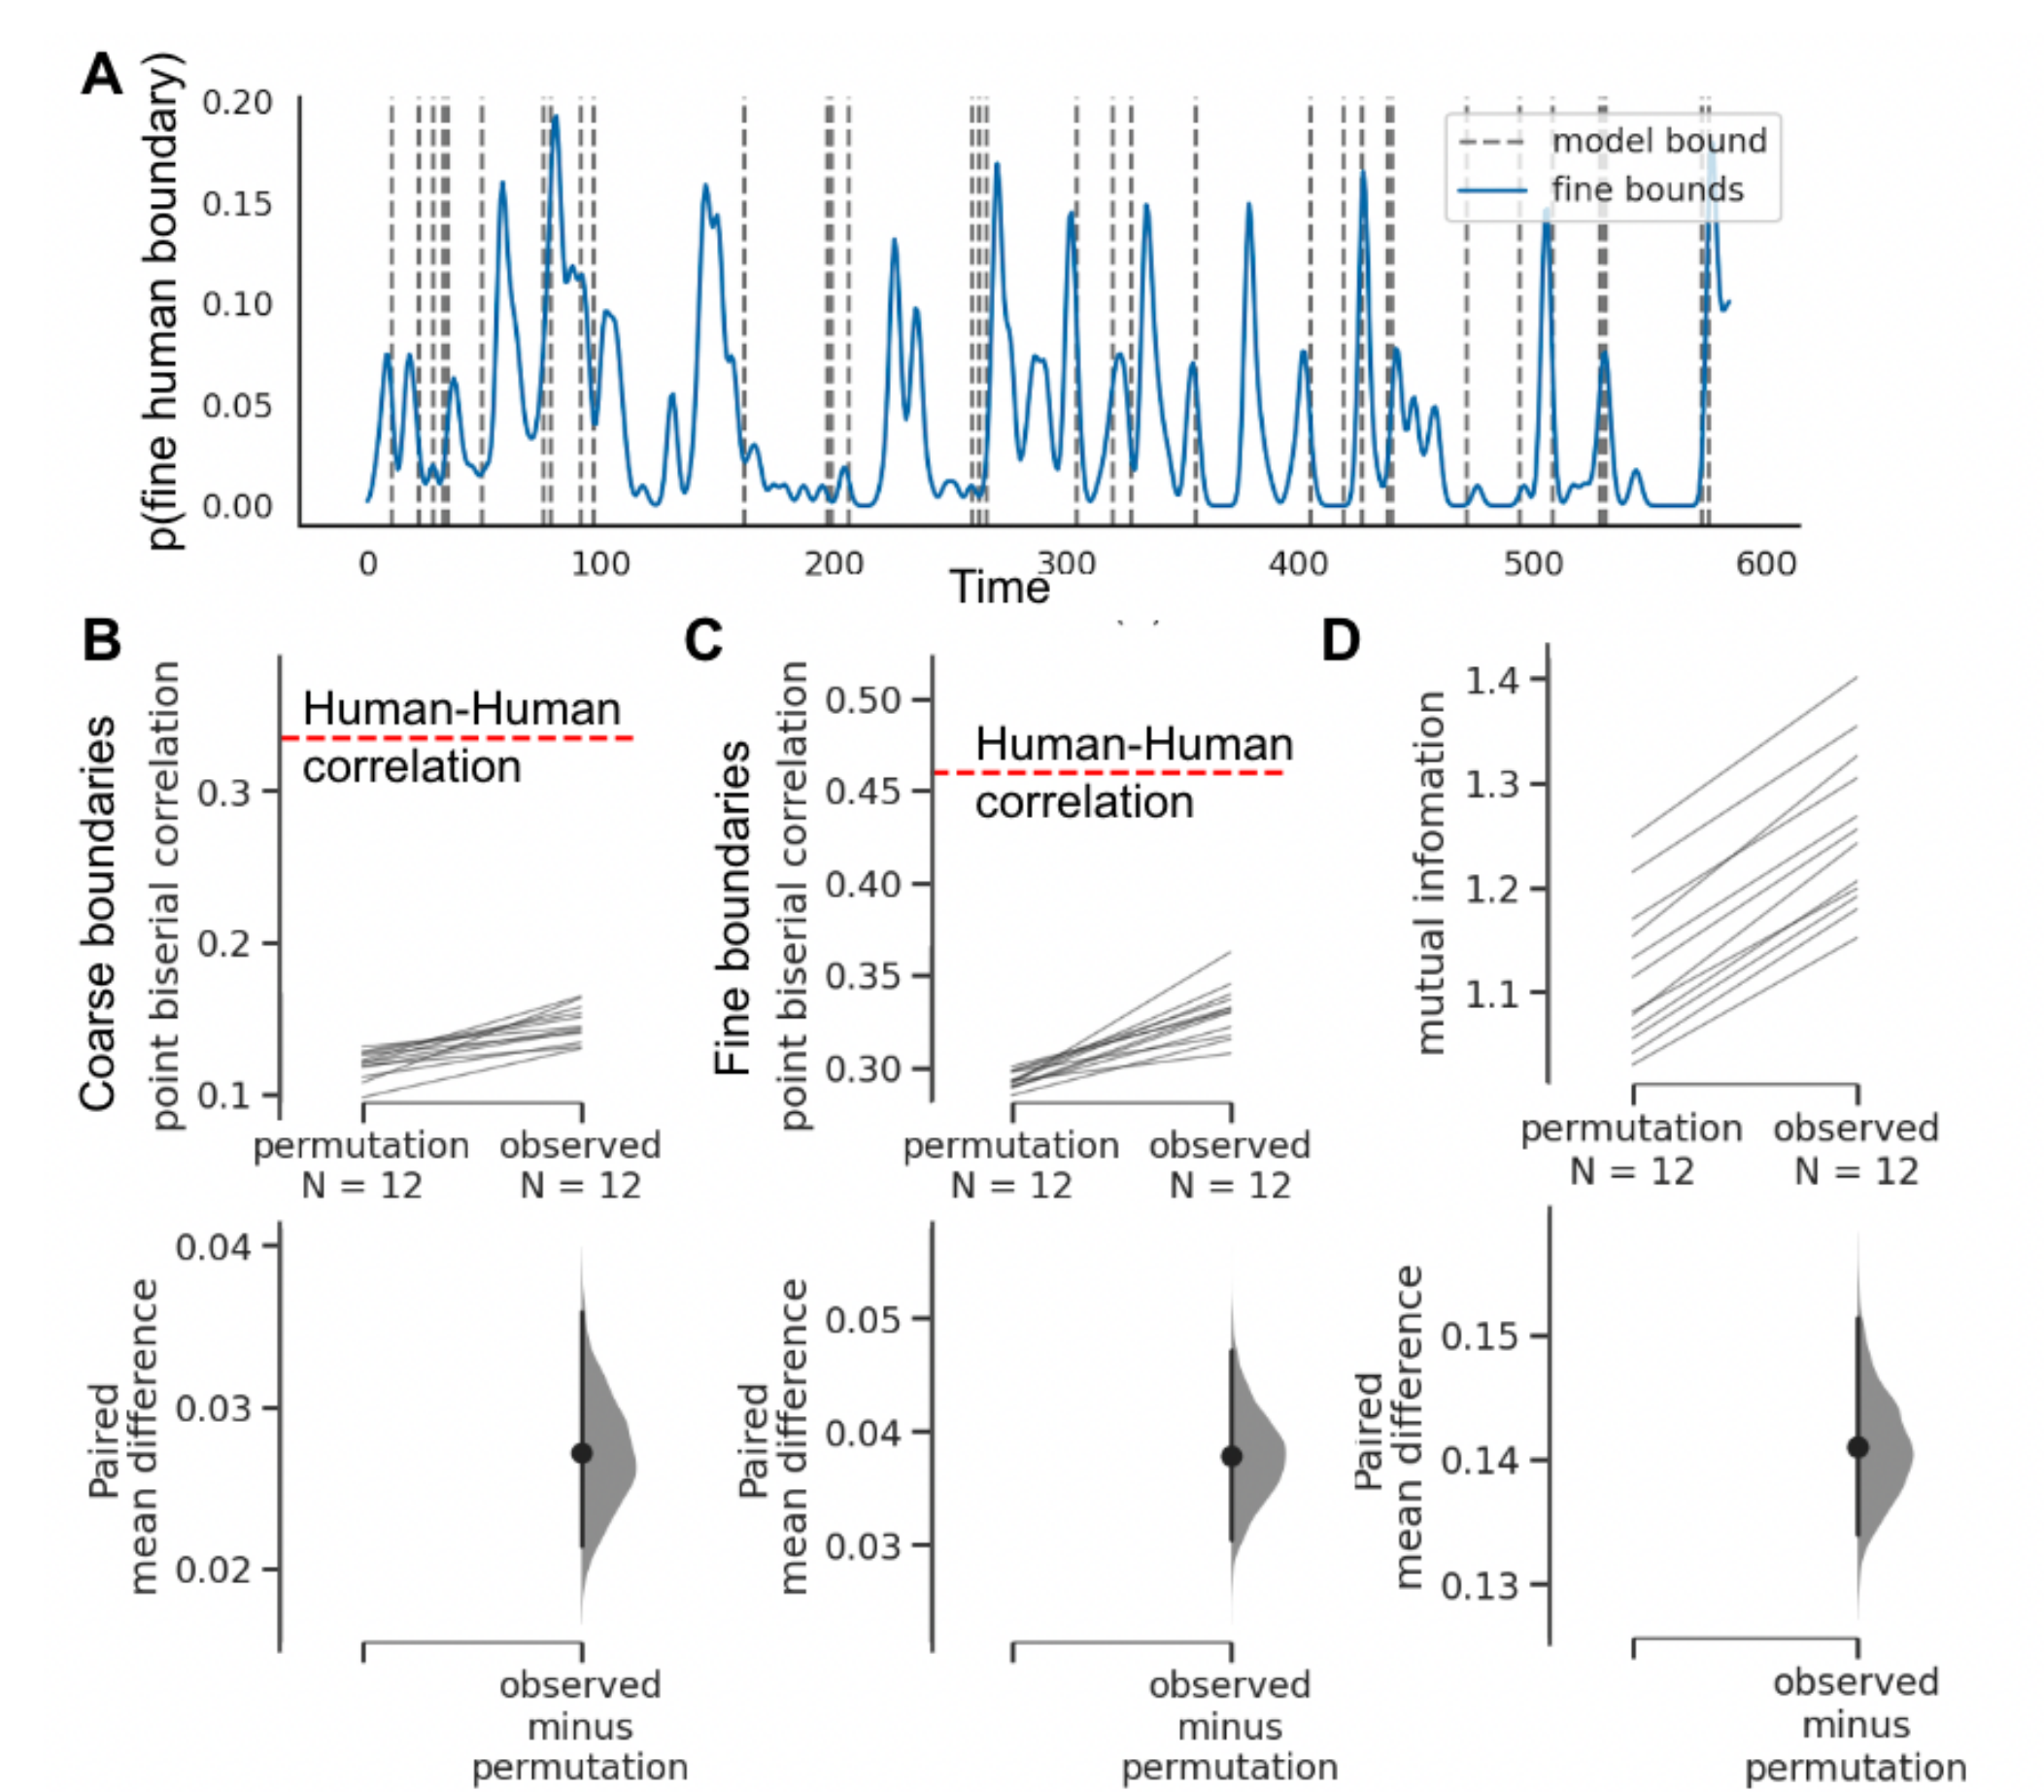 A
p(fine human boundary)
0.20
0.15
0.10
0.05
0.00
model bound
fine bounds
0 100 200 300 400 500 600
Time
B
Coarse boundaries
point biserial correlation
0.3
0.2
0.1
Human-Human
correlation
permutation
N = 12
observed
N = 12
C
Fine boundaries
point biserial correlation
0.50
0.45
0.40
0.35
0.30
Human-Human
correlation
permutation
N = 12
observed
N = 12
D
mutual infomation
1.4
1.3
1.2
1.1
permutation
N = 12
observed
N = 12
Paired
mean difference
0.04
0.03
0.02
observed
minus
permutation
Paired
mean difference
0.05
0.04
0.03
observed
minus
permutation
Paired
mean difference
0.15
0.14
0.13
observed
minus
permutation